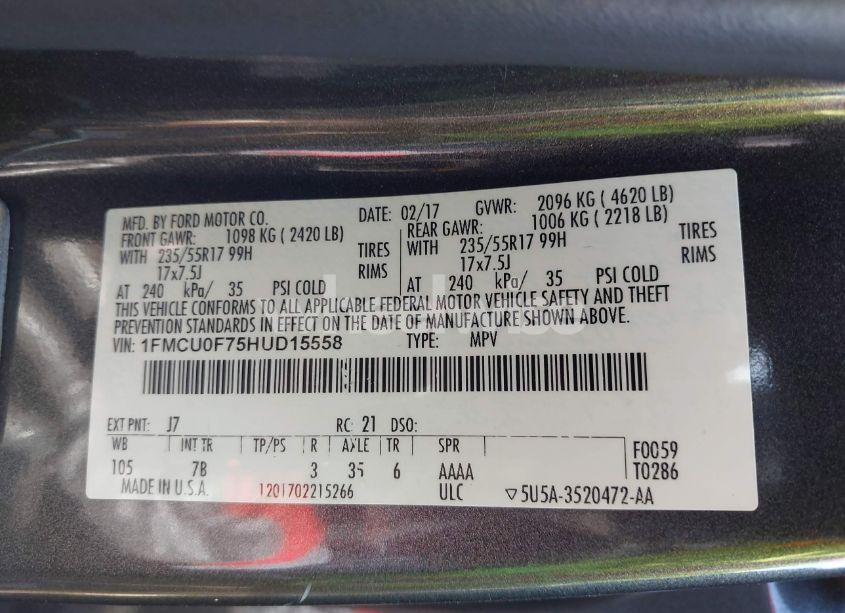 MFD. BY FORD MOTOR CO. DATE: 02/17 GVWR: 2096 KG ( 4620 LB)
FRONT GAWR: 1098 KG ( 2420 LB) REAR GAWR: 1006 KG ( 2218 LB)
WITH 235/55R17 99H TIRES WITH 235/55R17 99H TIRES
17x7.5J RIMS 17x7.5J RIMS
AT 240 kPa/ 35 PSI COLD AT 240 kPa/ 35 PSI COLD
THIS VEHICLE CONFORMS TO ALL APPLICABLE FEDERAL MOTOR VEHICLE SAFETY AND THEFT
PREVENTION STANDARDS IN EFFECT ON THE DATE OF MANUFACTURE SHOWN ABOVE.
VIN: 1FMCU0F75HUD15558 TYPE: MPV
EXT PNT: J7 RC: 21 DSO:
WB INT TR TP/PS R AXLE TR SPR F0059
105 7B 3 35 6 AAAA T0286
MADE IN U.S.A. 1201702215266 ULC ▽5U5A-3520472-AA